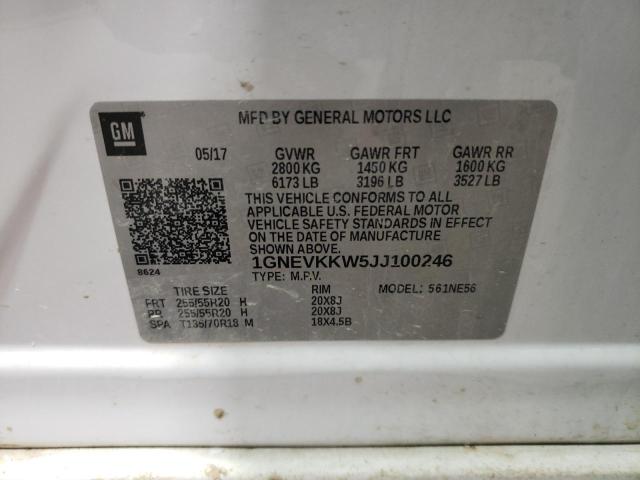 GM
MFD BY GENERAL MOTORS LLC
05/17 GVWR GAWR FRT GAWR RR
2800 KG 1450 KG 1600 KG
6173 LB 3196 LB 3527 LB
THIS VEHICLE CONFORMS TO ALL
APPLICABLE U.S. FEDERAL MOTOR
VEHICLE SAFETY STANDARDS IN EFFECT
ON THE DATE OF MANUFACTURE
SHOWN ABOVE.
8624 1GNEVKKW5JJ100246
TYPE: M.P.V.
TIRE SIZE RIM MODEL: 561NE56
FRT 255/55R20 H 20X8J
RR 255/55R20 H 20X8J
SPA T135/70R18 M 18X4.5B